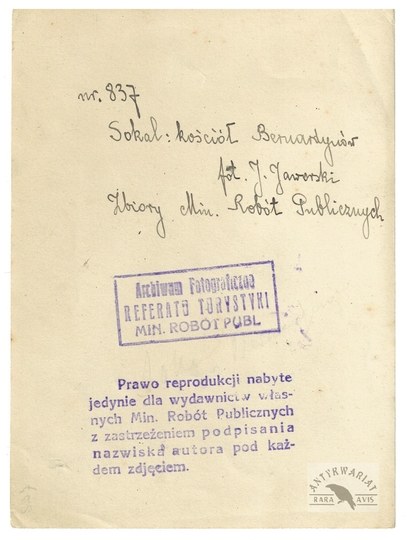 nr. 837
Sokal: kościół Bernardynów
fot. J. Jaworski
Zbiory Min. Robót Publicznych
Archiwum Fotograficzne
REFERATU TURYSTYKI
MIN. ROBÓT PUBL.
Prawo reprodukcji nabyte
jedynie dla wydawnictw włas-
nych Min. Robót Publicznych
z zastrzeżeniem podpisania
nazwiska autora pod każ-
dem zdjęciem.
ANTYKWARIAT
RARA AVIS